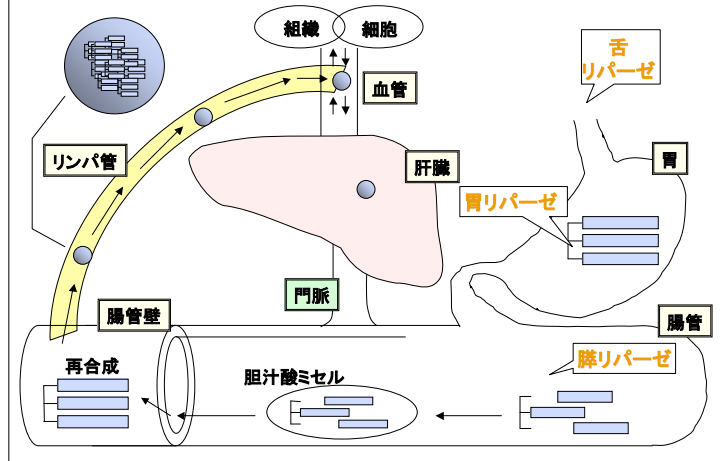 組織
細胞
舌
リパーゼ
血管
リンパ管
肝臓
胃
胃リパーゼ
門脈
腸管壁
腸管
再合成
胆汁酸ミセル
膵リパーゼ